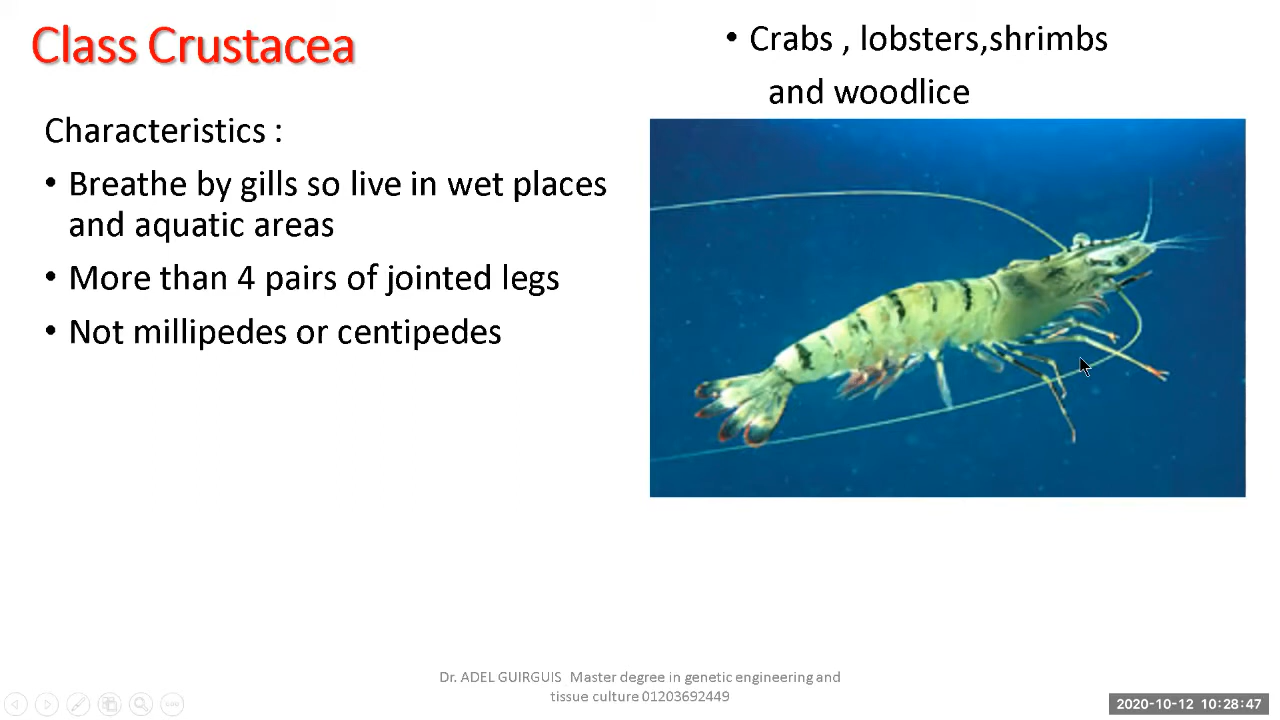 Class Crustacea
Characteristics :
• Breathe by gills so live in wet places
and aquatic areas
• More than 4 pairs of jointed legs
• Not millipedes or centipedes
• Crabs , lobsters,shrimbs
and woodlice
Dr. ADEL GUIRGUIS Master degree in genetic engineering and
tissue culture 01203692449
2020-10-12 10:28:47